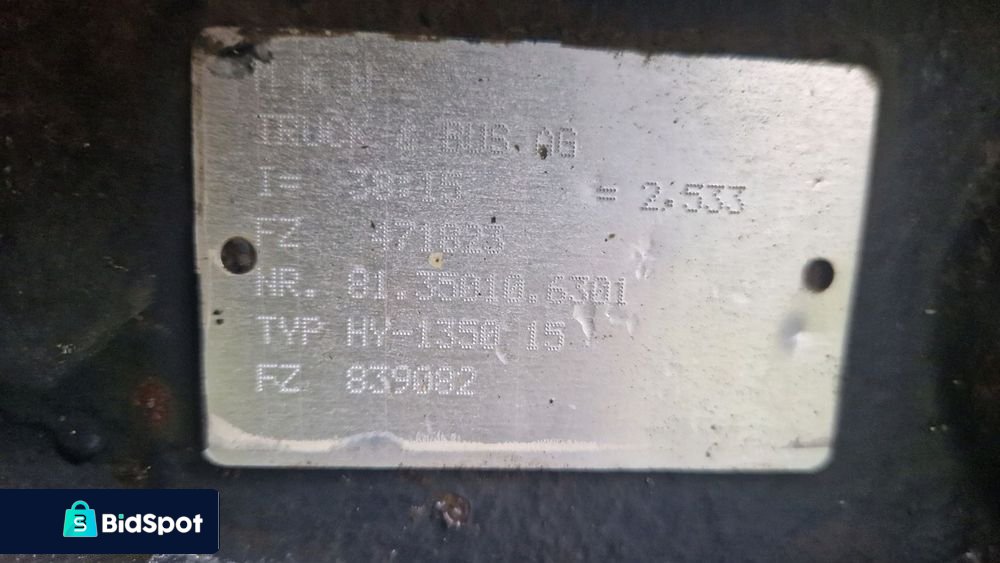 M A N
TRUCK & BUS AG
I= 38:15 = 2.533
FZ
NR. 81.35010.6301
TYP HY-1350 15
FZ 839082
BidSpot